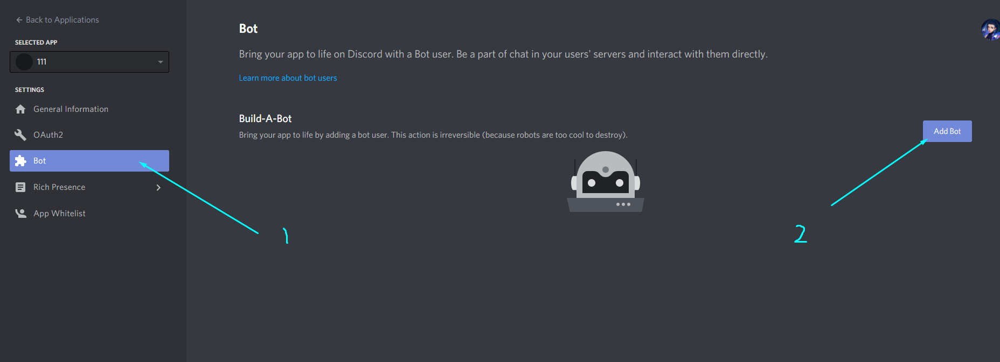 Back to Applications
SELECTED APP
111
SETTINGS
General Information
OAuth2
Bot
Rich Presence
App Whitelist
Bot
Bring your app to life on Discord with a Bot user. Be a part of chat in your users' servers and interact with them directly.
Learn more about bot users
Build-A-Bot
Bring your app to life by adding a bot user. This action is irreversible (because robots are too cool to destroy).
Add Bot
1
2